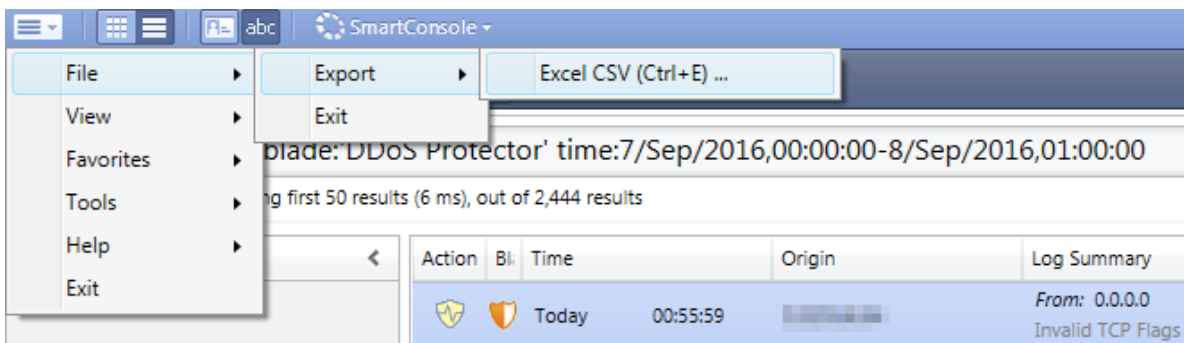 abc SmartConsole
File Export Excel CSV (Ctrl+E) ...
View Exit
Favorites blade:'DDoS Protector' time:7/Sep/2016,00:00:00-8/Sep/2016,01:00:00
Tools first 50 results (6 ms), out of 2,444 results
Help Action Time Origin Log Summary
Exit
Today 00:55:59 From: 0.0.0.0
Invalid TCP Flags